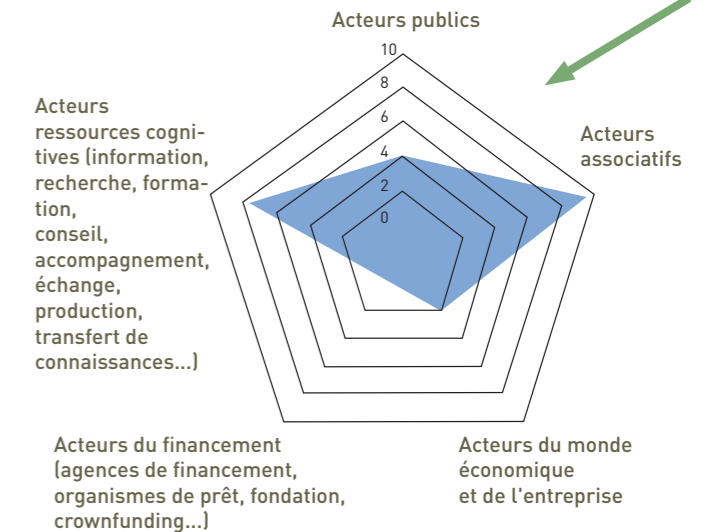 Acteurs publics
10
8
6
4
2
0
Acteurs
ressources cogni-
tives (information,
recherche, forma-
tion,
conseil,
accompagnement,
échange,
production,
transfert de
connaissances...)
Acteurs
associatifs
Acteurs du financement
(agences de financement,
organismes de prêt, fondation,
crownfunding...)
Acteurs du monde
économique
et de l'entreprise